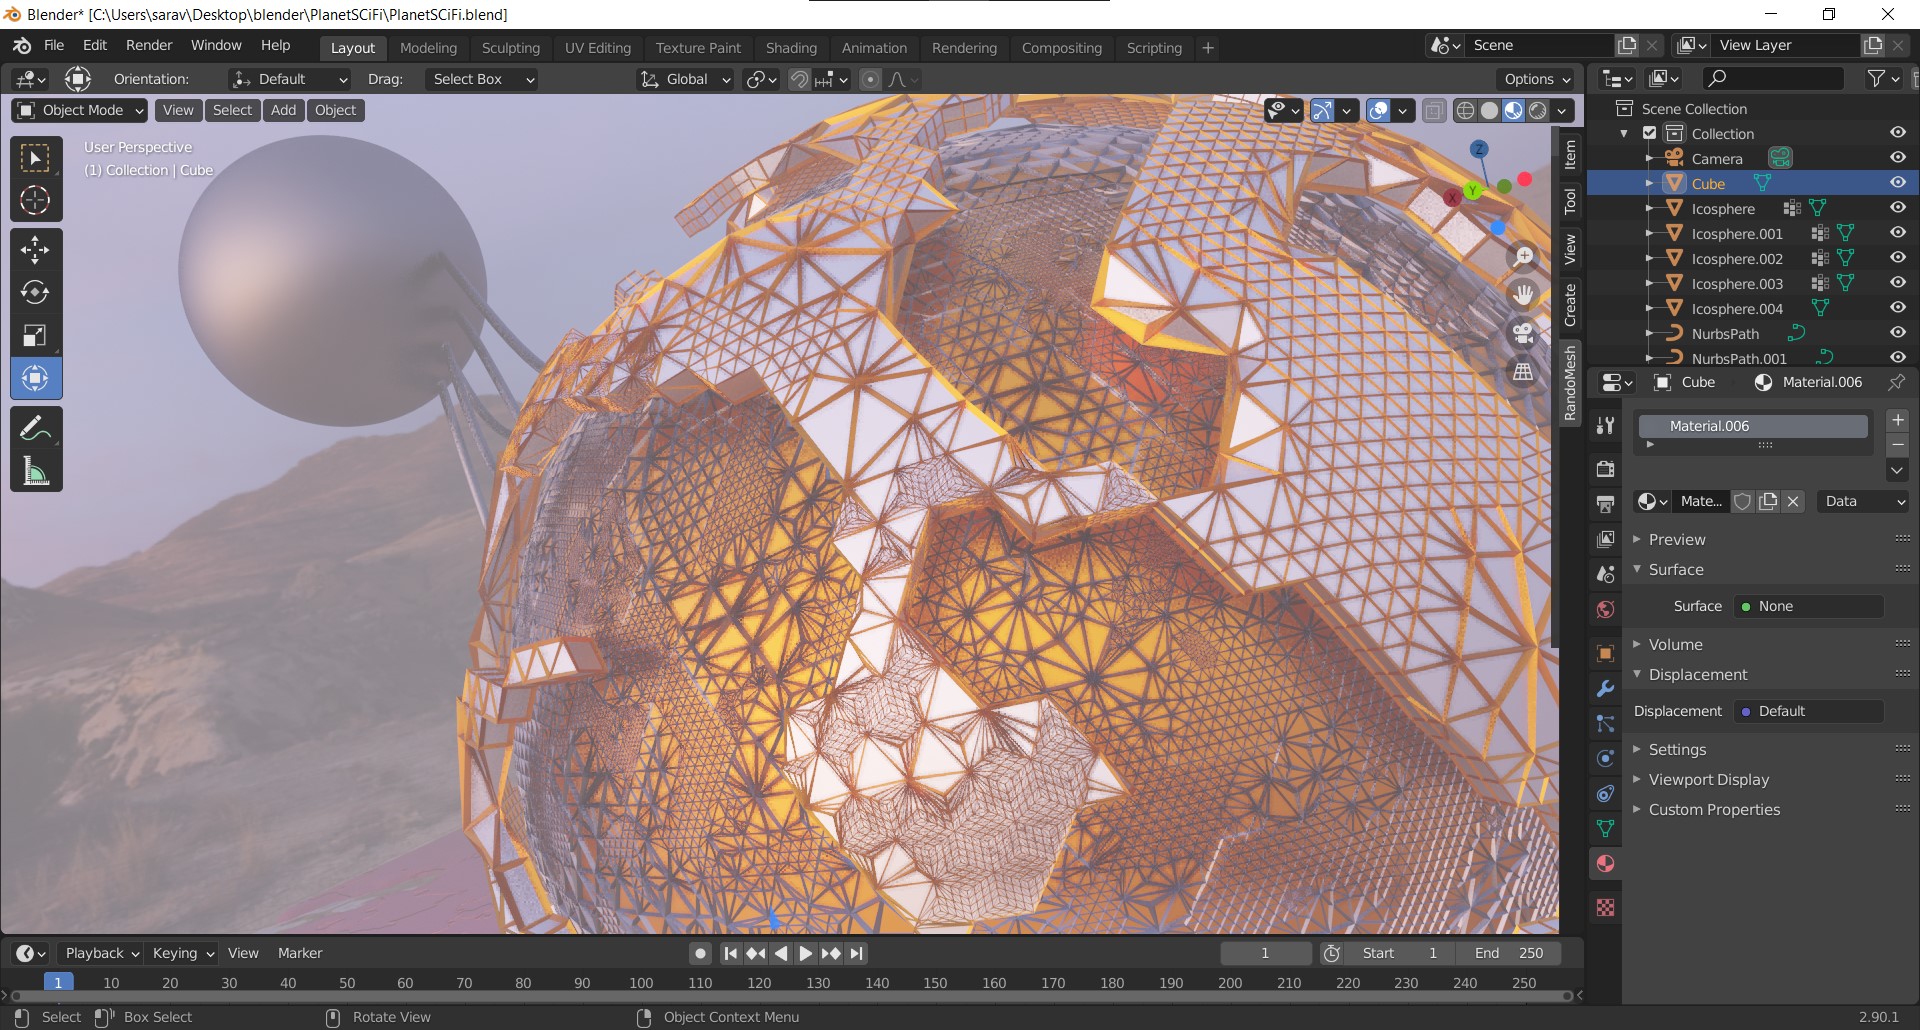 Blender* [C:\Users\sarav\Desktop\blender\PlanetSCiFi\PlanetSCiFi.blend]
File Edit Render Window Help Layout Modeling Sculpting UV Editing Texture Paint Shading Animation Rendering Compositing Scripting + Scene View Layer
Orientation: Default Drag: Select Box Global Options
Object Mode View Select Add Object
User Perspective
(1) Collection | Cube
Z
Y
X
Item
Tool
View
Create
RandoMesh
Scene Collection
Collection
Camera
Cube
Icosphere
Icosphere.001
Icosphere.002
Icosphere.003
Icosphere.004
NurbsPath
NurbsPath.001
Cube Material.006
Material.006
Mate... Data
Preview
Surface
Surface None
Volume
Displacement
Displacement Default
Settings
Viewport Display
Custom Properties
Playback Keying View Marker 1 Start 1 End 250
1 10 20 30 40 50 60 70 80 90 100 110 120 130 140 150 160 170 180 190 200 210 220 230 240 250
Select Box Select Rotate View Object Context Menu 2.90.1